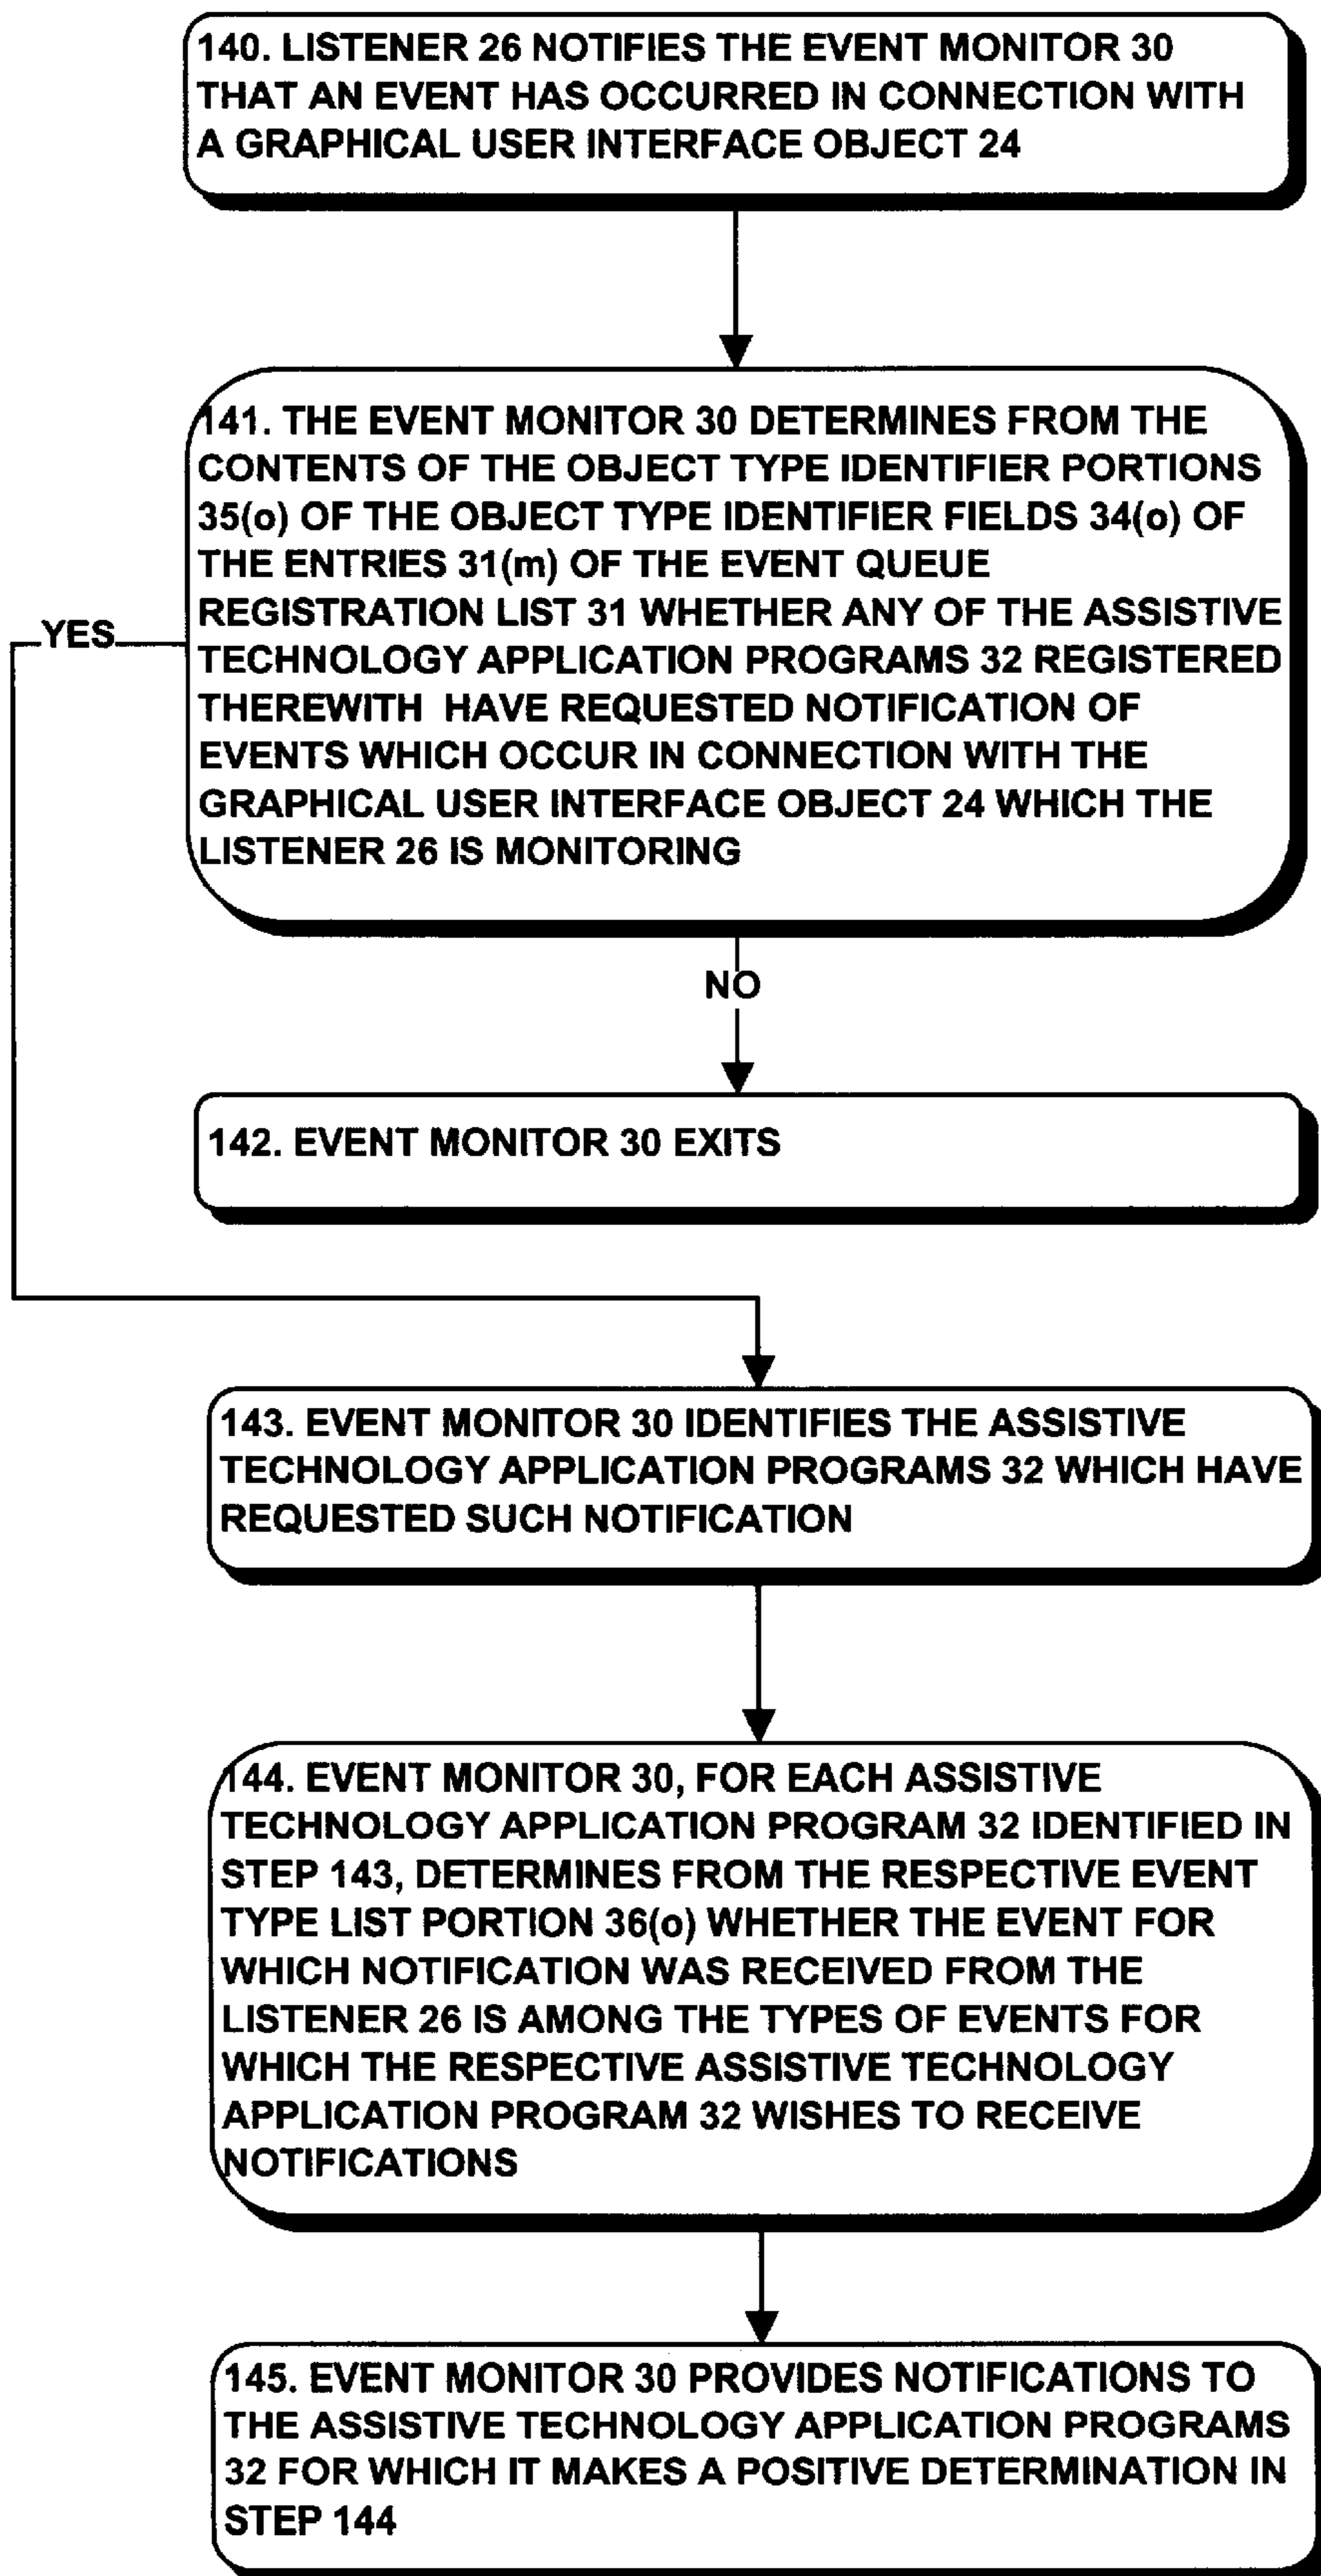 140. LISTENER 26 NOTIFIES THE EVENT MONITOR 30
THAT AN EVENT HAS OCCURRED IN CONNECTION WITH
A GRAPHICAL USER INTERFACE OBJECT 24
141. THE EVENT MONITOR 30 DETERMINES FROM THE
CONTENTS OF THE OBJECT TYPE IDENTIFIER PORTIONS
35(o) OF THE OBJECT TYPE IDENTIFIER FIELDS 34(o) OF
THE ENTRIES 31(m) OF THE EVENT QUEUE
REGISTRATION LIST 31 WHETHER ANY OF THE ASSISTIVE
TECHNOLOGY APPLICATION PROGRAMS 32 REGISTERED
THEREWITH HAVE REQUESTED NOTIFICATION OF
EVENTS WHICH OCCUR IN CONNECTION WITH THE
GRAPHICAL USER INTERFACE OBJECT 24 WHICH THE
LISTENER 26 IS MONITORING
YES
NO
142. EVENT MONITOR 30 EXITS
143. EVENT MONITOR 30 IDENTIFIES THE ASSISTIVE
TECHNOLOGY APPLICATION PROGRAMS 32 WHICH HAVE
REQUESTED SUCH NOTIFICATION
144. EVENT MONITOR 30, FOR EACH ASSISTIVE
TECHNOLOGY APPLICATION PROGRAM 32 IDENTIFIED IN
STEP 143, DETERMINES FROM THE RESPECTIVE EVENT
TYPE LIST PORTION 36(o) WHETHER THE EVENT FOR
WHICH NOTIFICATION WAS RECEIVED FROM THE
LISTENER 26 IS AMONG THE TYPES OF EVENTS FOR
WHICH THE RESPECTIVE ASSISTIVE TECHNOLOGY
APPLICATION PROGRAM 32 WISHES TO RECEIVE
NOTIFICATIONS
145. EVENT MONITOR 30 PROVIDES NOTIFICATIONS TO
THE ASSISTIVE TECHNOLOGY APPLICATION PROGRAMS
32 FOR WHICH IT MAKES A POSITIVE DETERMINATION IN
STEP 144